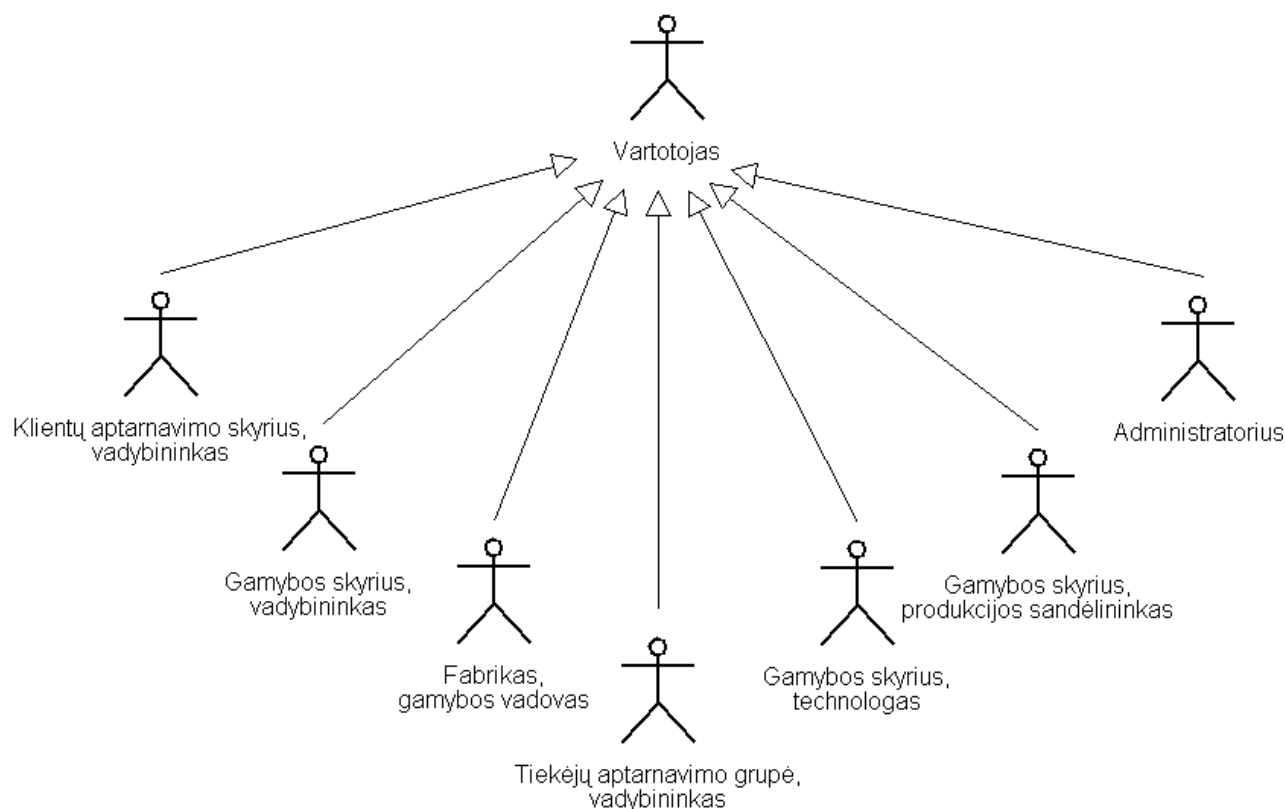 Vartotojas
Klientų aptarnavimo skyrius,
vadybininkas
Administratorius
Gamybos skyrius,
vadybininkas
Gamybos skyrius,
produkcijos sandėlininkas
Fabrikas,
gamybos vadovas
Gamybos skyrius,
technologas
Tiekėjų aptarnavimo grupė,
vadybininkas